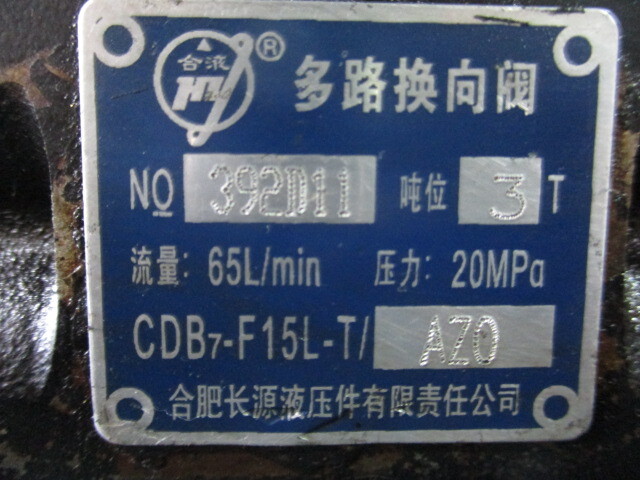 合液 ®
多路换向阀
NO 392D11 吨位 3 T
流量: 65L/min 压力: 20MPa
CDB7-F15L-T/ AZO
合肥长源液压件有限责任公司